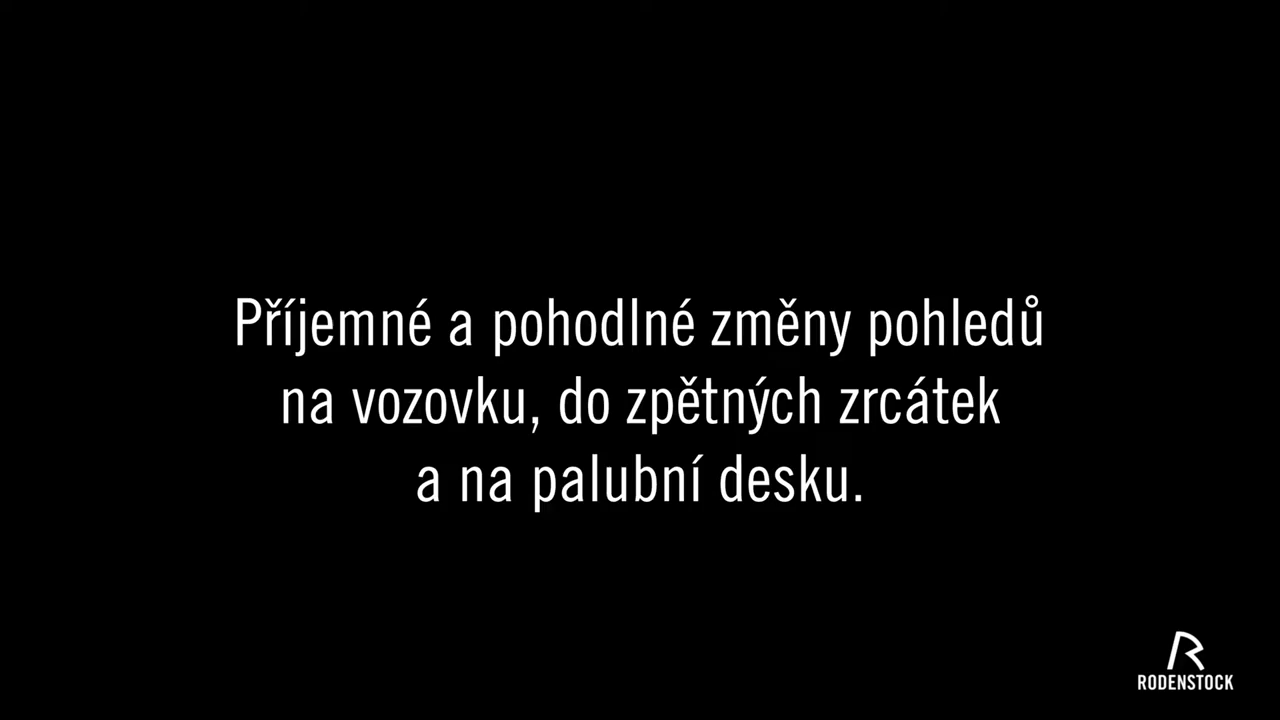 Příjemné a pohodlné změny pohledů
na vozovku, do zpětných zrcátek
a na palubní desku.
RODENSTOCK